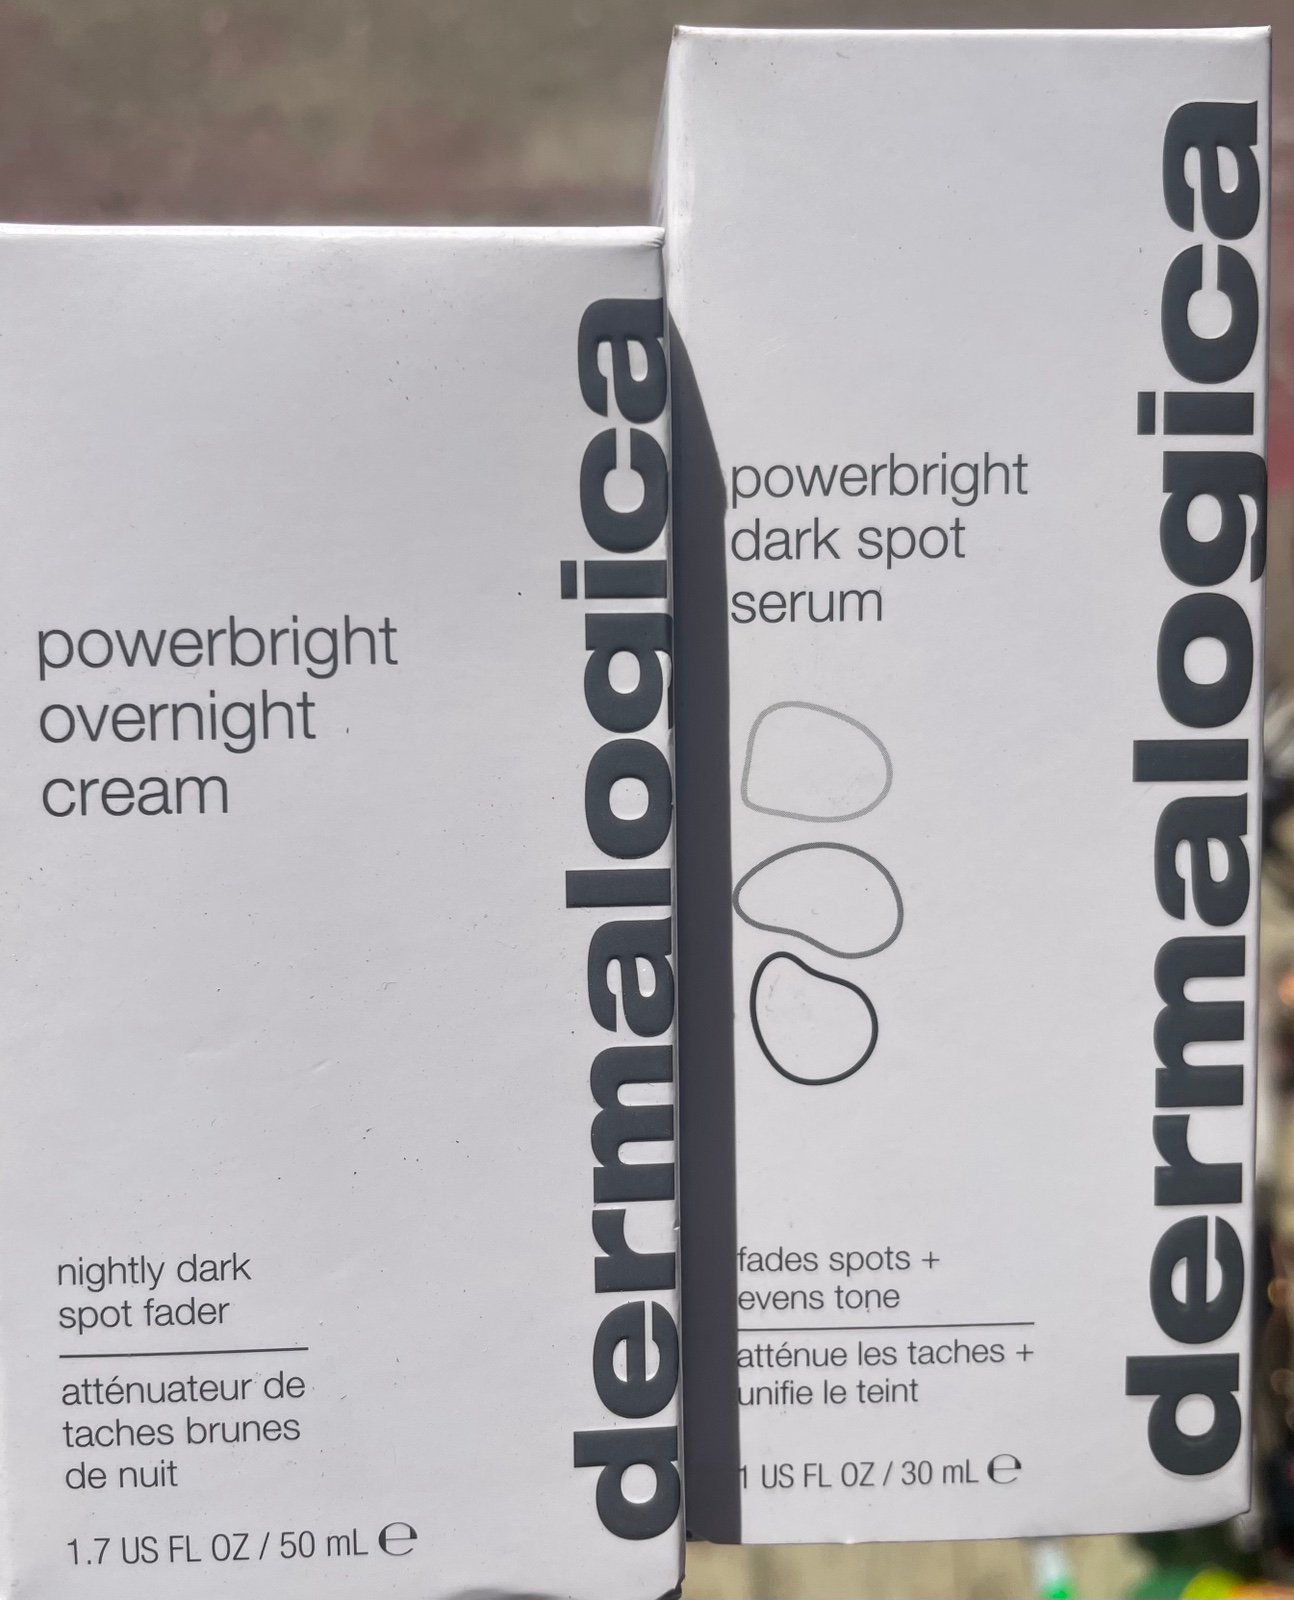 powerbright
overnight
cream
nightly dark
spot fader
atténuateur de
taches brunes
de nuit
1.7 US FL OZ / 50 mL ℮
dermalogica
powerbright
dark spot
serum
fades spots +
evens tone
atténue les taches +
unifie le teint
1 US FL OZ / 30 mL ℮
dermalogica